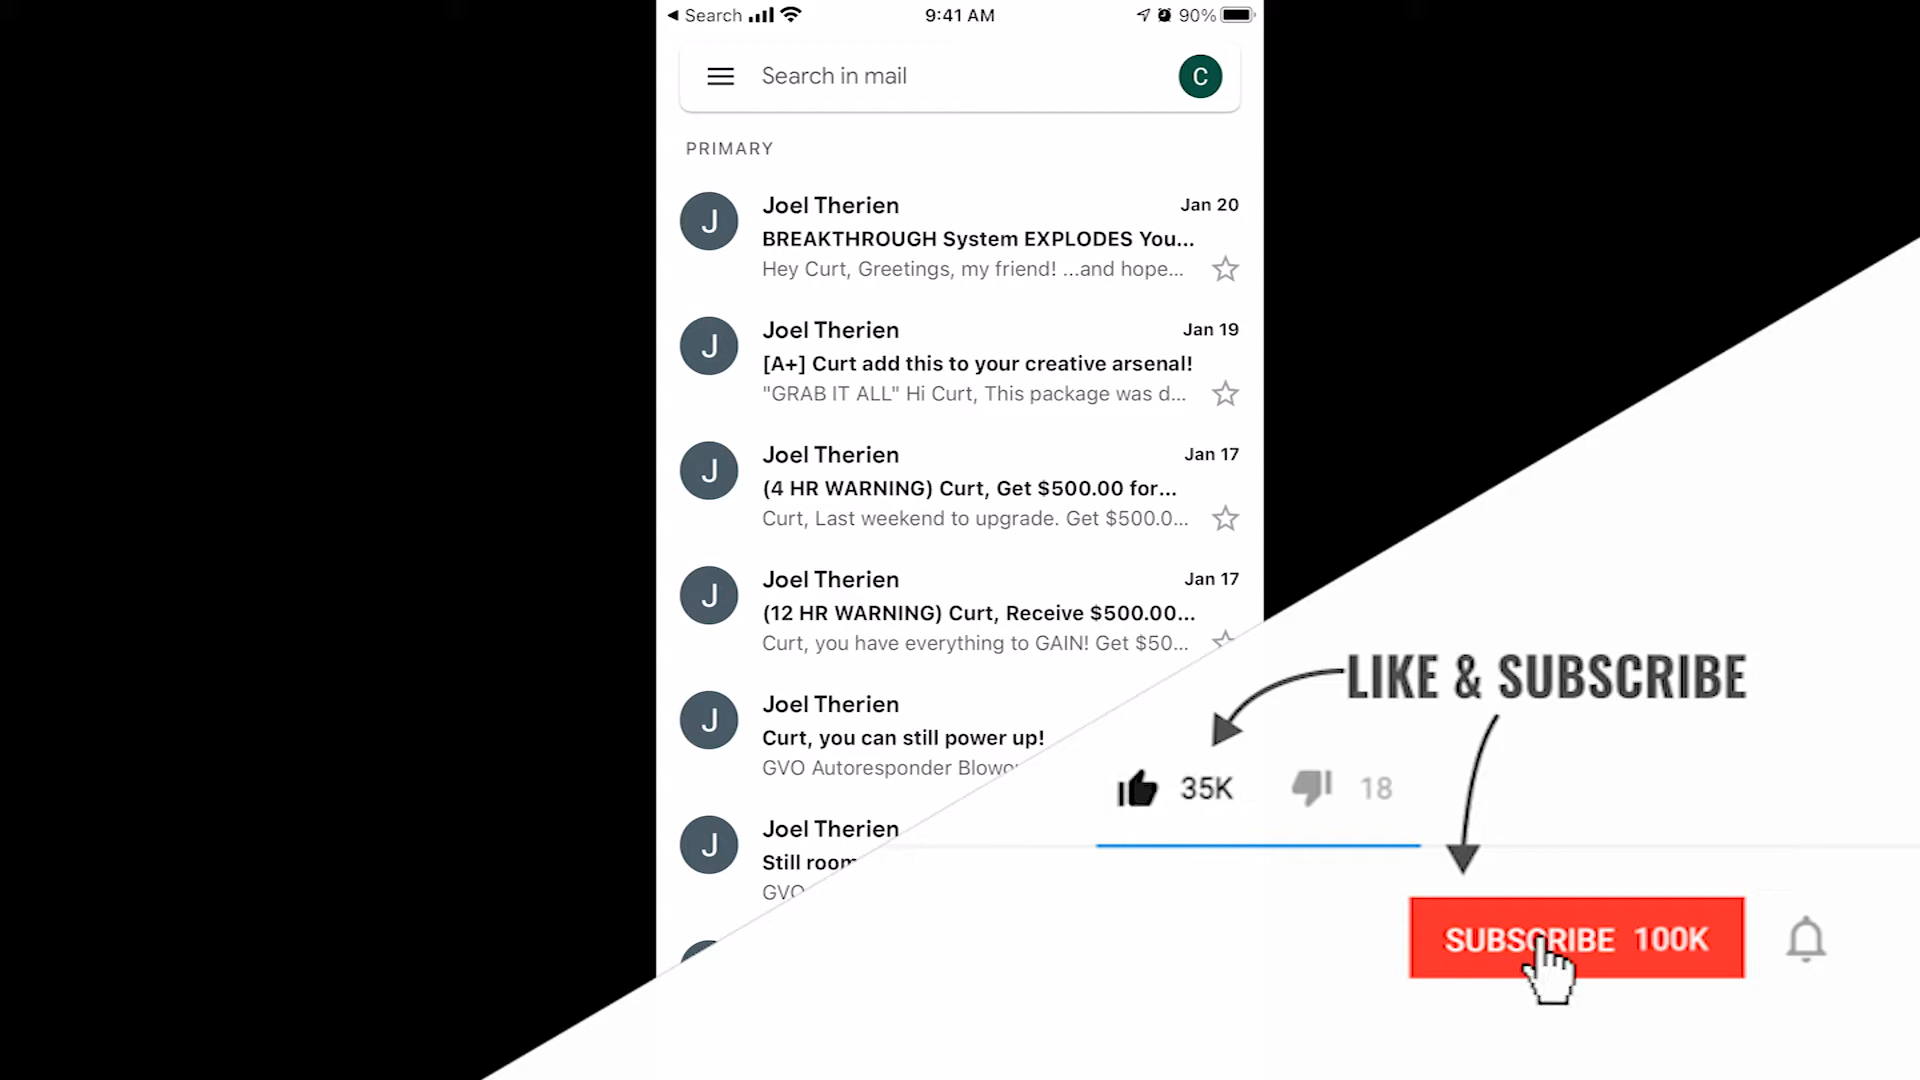 Search
9:41 AM
90%
Search in mail
C
PRIMARY
J
Joel Therien
Jan 20
BREAKTHROUGH System EXPLODES You...
Hey Curt, Greetings, my friend! ...and hope...
J
Joel Therien
Jan 19
[A+] Curt add this to your creative arsenal!
"GRAB IT ALL" Hi Curt, This package was d...
J
Joel Therien
Jan 17
(4 HR WARNING) Curt, Get $500.00 for...
Curt, Last weekend to upgrade. Get $500.0...
J
Joel Therien
Jan 17
(12 HR WARNING) Curt, Receive $500.00...
Curt, you have everything to GAIN! Get $50...
J
Joel Therien
Curt, you can still power up!
GVO Autoresponder
J
Joel Therien
Still room
GVO
LIKE & SUBSCRIBE
35K
18
SUBSCRIBE 100K